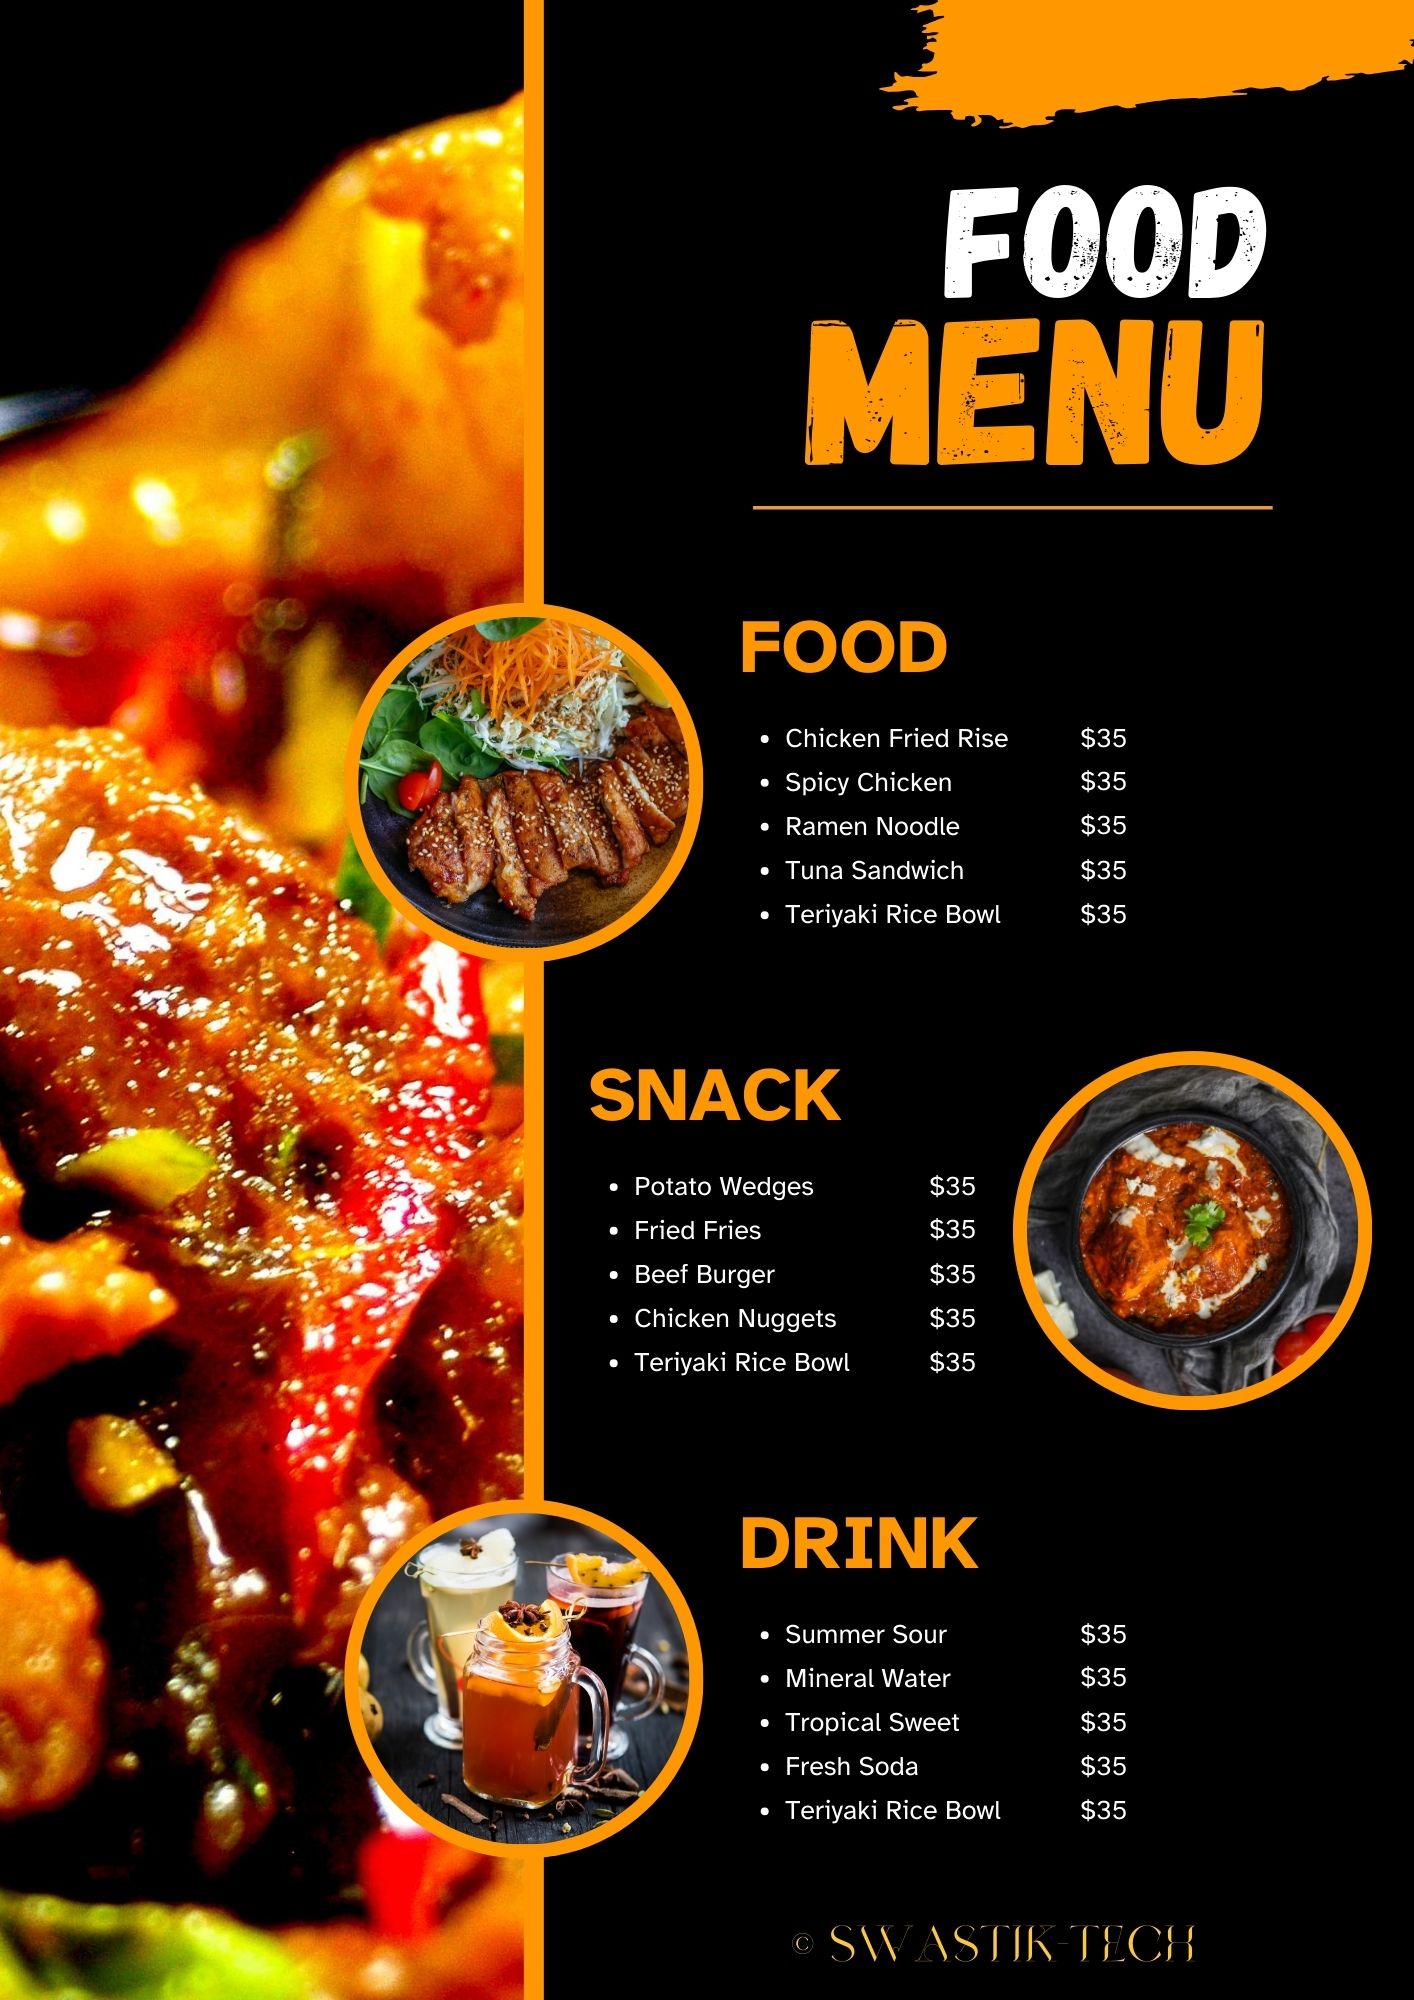 FOOD
MENU
FOOD
• Chicken Fried Rise $35
• Spicy Chicken $35
• Ramen Noodle $35
• Tuna Sandwich $35
• Teriyaki Rice Bowl $35
SNACK
• Potato Wedges $35
• Fried Fries $35
• Beef Burger $35
• Chicken Nuggets $35
• Teriyaki Rice Bowl $35
DRINK
• Summer Sour $35
• Mineral Water $35
• Tropical Sweet $35
• Fresh Soda $35
• Teriyaki Rice Bowl $35
© SWASTIK-TECH